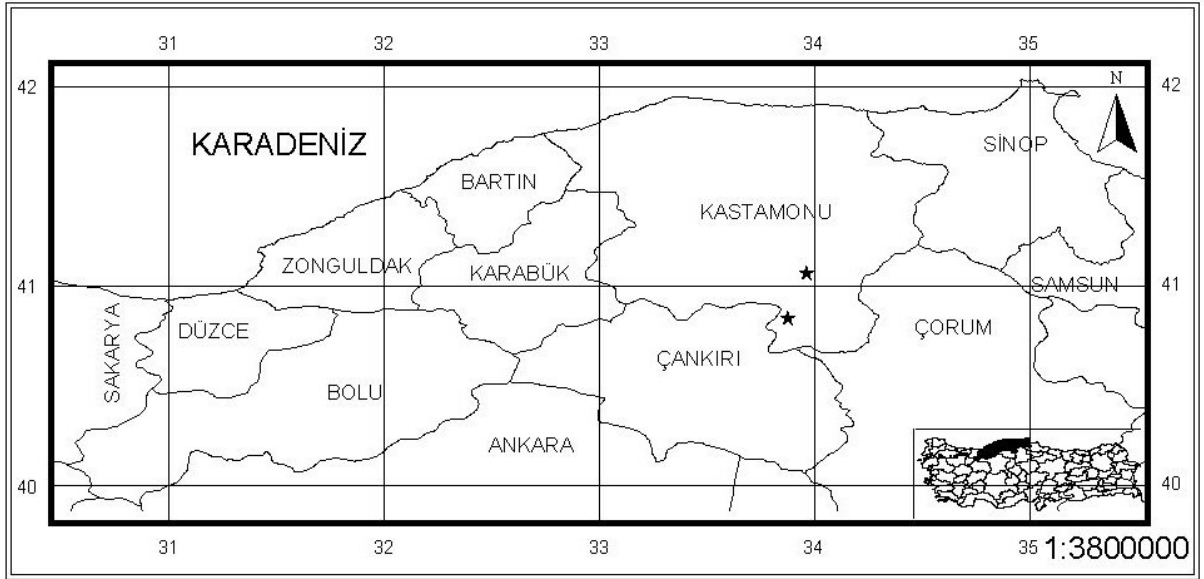 31 32 33 34 35
42 42
N
KARADENİZ
SİNOP
BARTIN
KASTAMONU
ZONGULDAK
KARABÜK
41 41
SAMSUN
SAKARYA
DÜZCE
ÇORUM
ÇANKIRI
BOLU
ANKARA
40 40
31 32 33 34 35
1:3800000